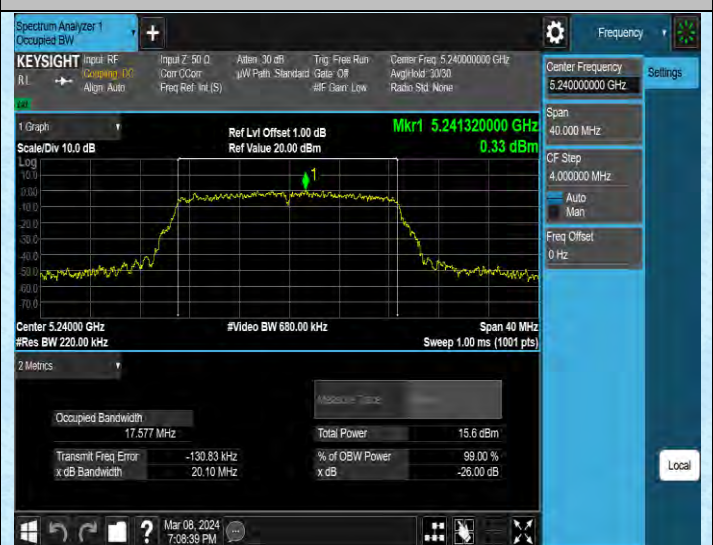 Spectrum Analyzer 1
Occupied BW
+
Frequency
KEYSIGHT Input: RF Input Z: 50 Ω Atten: 30 dB Trig: Free Run Center Freq: 5.240000000 GHz
RL Coupling: DC Corr CCorr µW Path: Standard Gate: Off Avg|Hold: 30/30
Align: Auto Freq Ref: Int (S) #IF Gain: Low Radio Std: None
1 Graph
Ref Lvl Offset 1.00 dB
Mkr1 5.241320000 GHz
Scale/Div 10.0 dB
Ref Value 20.00 dBm
0.33 dBm
Log
10.0
0.00
-10.0
-20.0
-30.0
-40.0
-50.0
-60.0
-70.0
1
Center 5.24000 GHz
#Video BW 680.00 kHz
Span 40 MHz
#Res BW 220.00 kHz
Sweep 1.00 ms (1001 pts)
2 Metrics
Measure Trace
Occupied Bandwidth
17.577 MHz
Total Power 15.6 dBm
Transmit Freq Error -130.83 kHz
% of OBW Power 99.00 %
x dB Bandwidth 20.10 MHz
x dB -26.00 dB
Center Frequency
5.240000000 GHz
Span
40.000 MHz
CF Step
4.000000 MHz
Auto
Man
Freq Offset
0 Hz
Settings
Local
?
Mar 08, 2024
7:08:39 PM